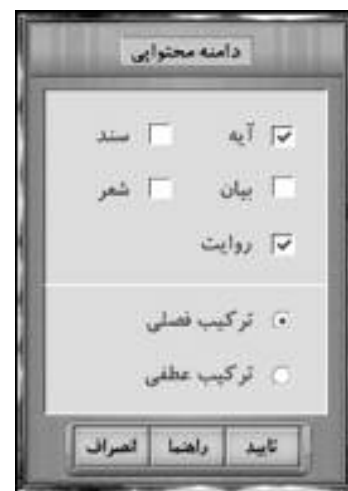 دامنه محتوایی
آیه سند
بیان شعر
روایت
ترکیب فصلی
ترکیب عطفی
تایید راهنما انصراف